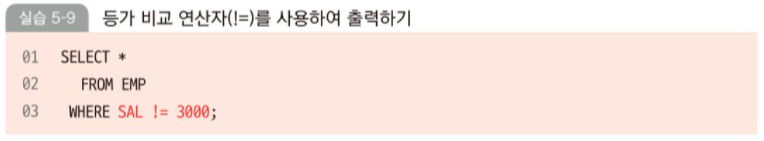 실습 5-9 등가 비교 연산자(!=)를 사용하여 출력하기
01 SELECT *
02 FROM EMP
03 WHERE SAL != 3000;